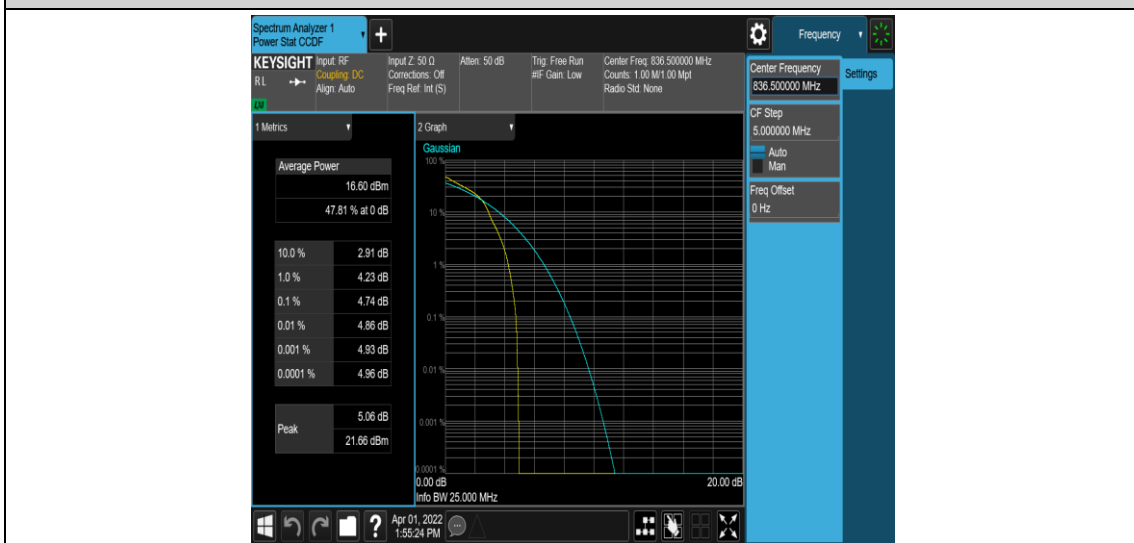 Spectrum Analyzer 1
Power Stat CCDF
Frequency
KEYSIGHT
RL
LXI
Input: RF
Coupling: DC
Align: Auto
Input Z: 50 Ω
Corrections: Off
Freq Ref: Int (S)
Atten: 50 dB
Trig: Free Run
#IF Gain: Low
Center Freq: 836.500000 MHz
Counts: 1.00 M/1.00 Mpt
Radio Std: None
Center Frequency
836.500000 MHz
Settings
CF Step
5.000000 MHz
Auto
Man
Freq Offset
0 Hz
1 Metrics
Average Power
16.60 dBm
47.81 % at 0 dB
10.0 % 2.91 dB
1.0 % 4.23 dB
0.1 % 4.74 dB
0.01 % 4.86 dB
0.001 % 4.93 dB
0.0001 % 4.96 dB
Peak
5.06 dB
21.66 dBm
2 Graph
Gaussian
100 %
10 %
1 %
0.1 %
0.01 %
0.001 %
0.0001 %
0.00 dB 20.00 dB
Info BW 25.000 MHz
?
Apr 01, 2022
1:55:24 PM